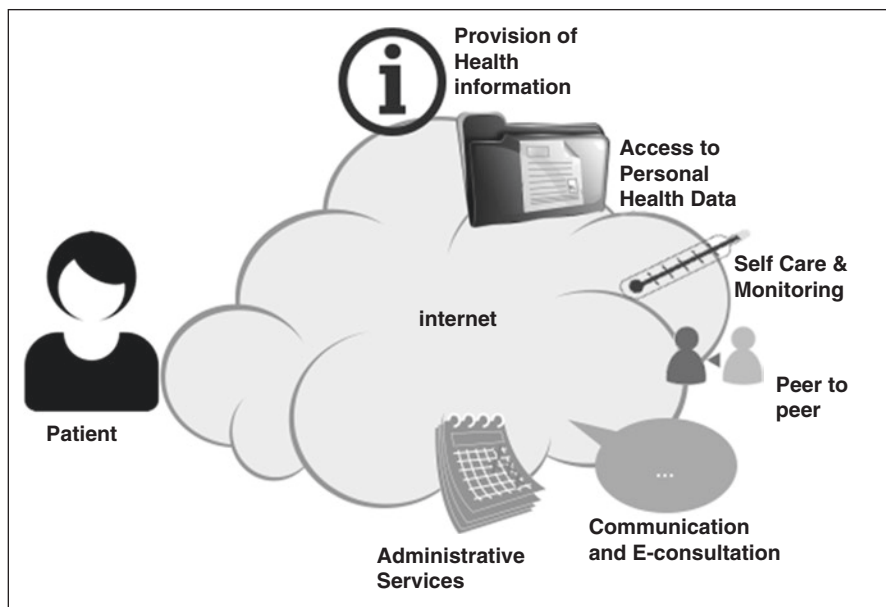 Provision of
Health
information
Access to
Personal
Health Data
Self Care &
Monitoring
internet
Peer to
peer
Patient
...
Communication
and E-consultation
Administrative
Services